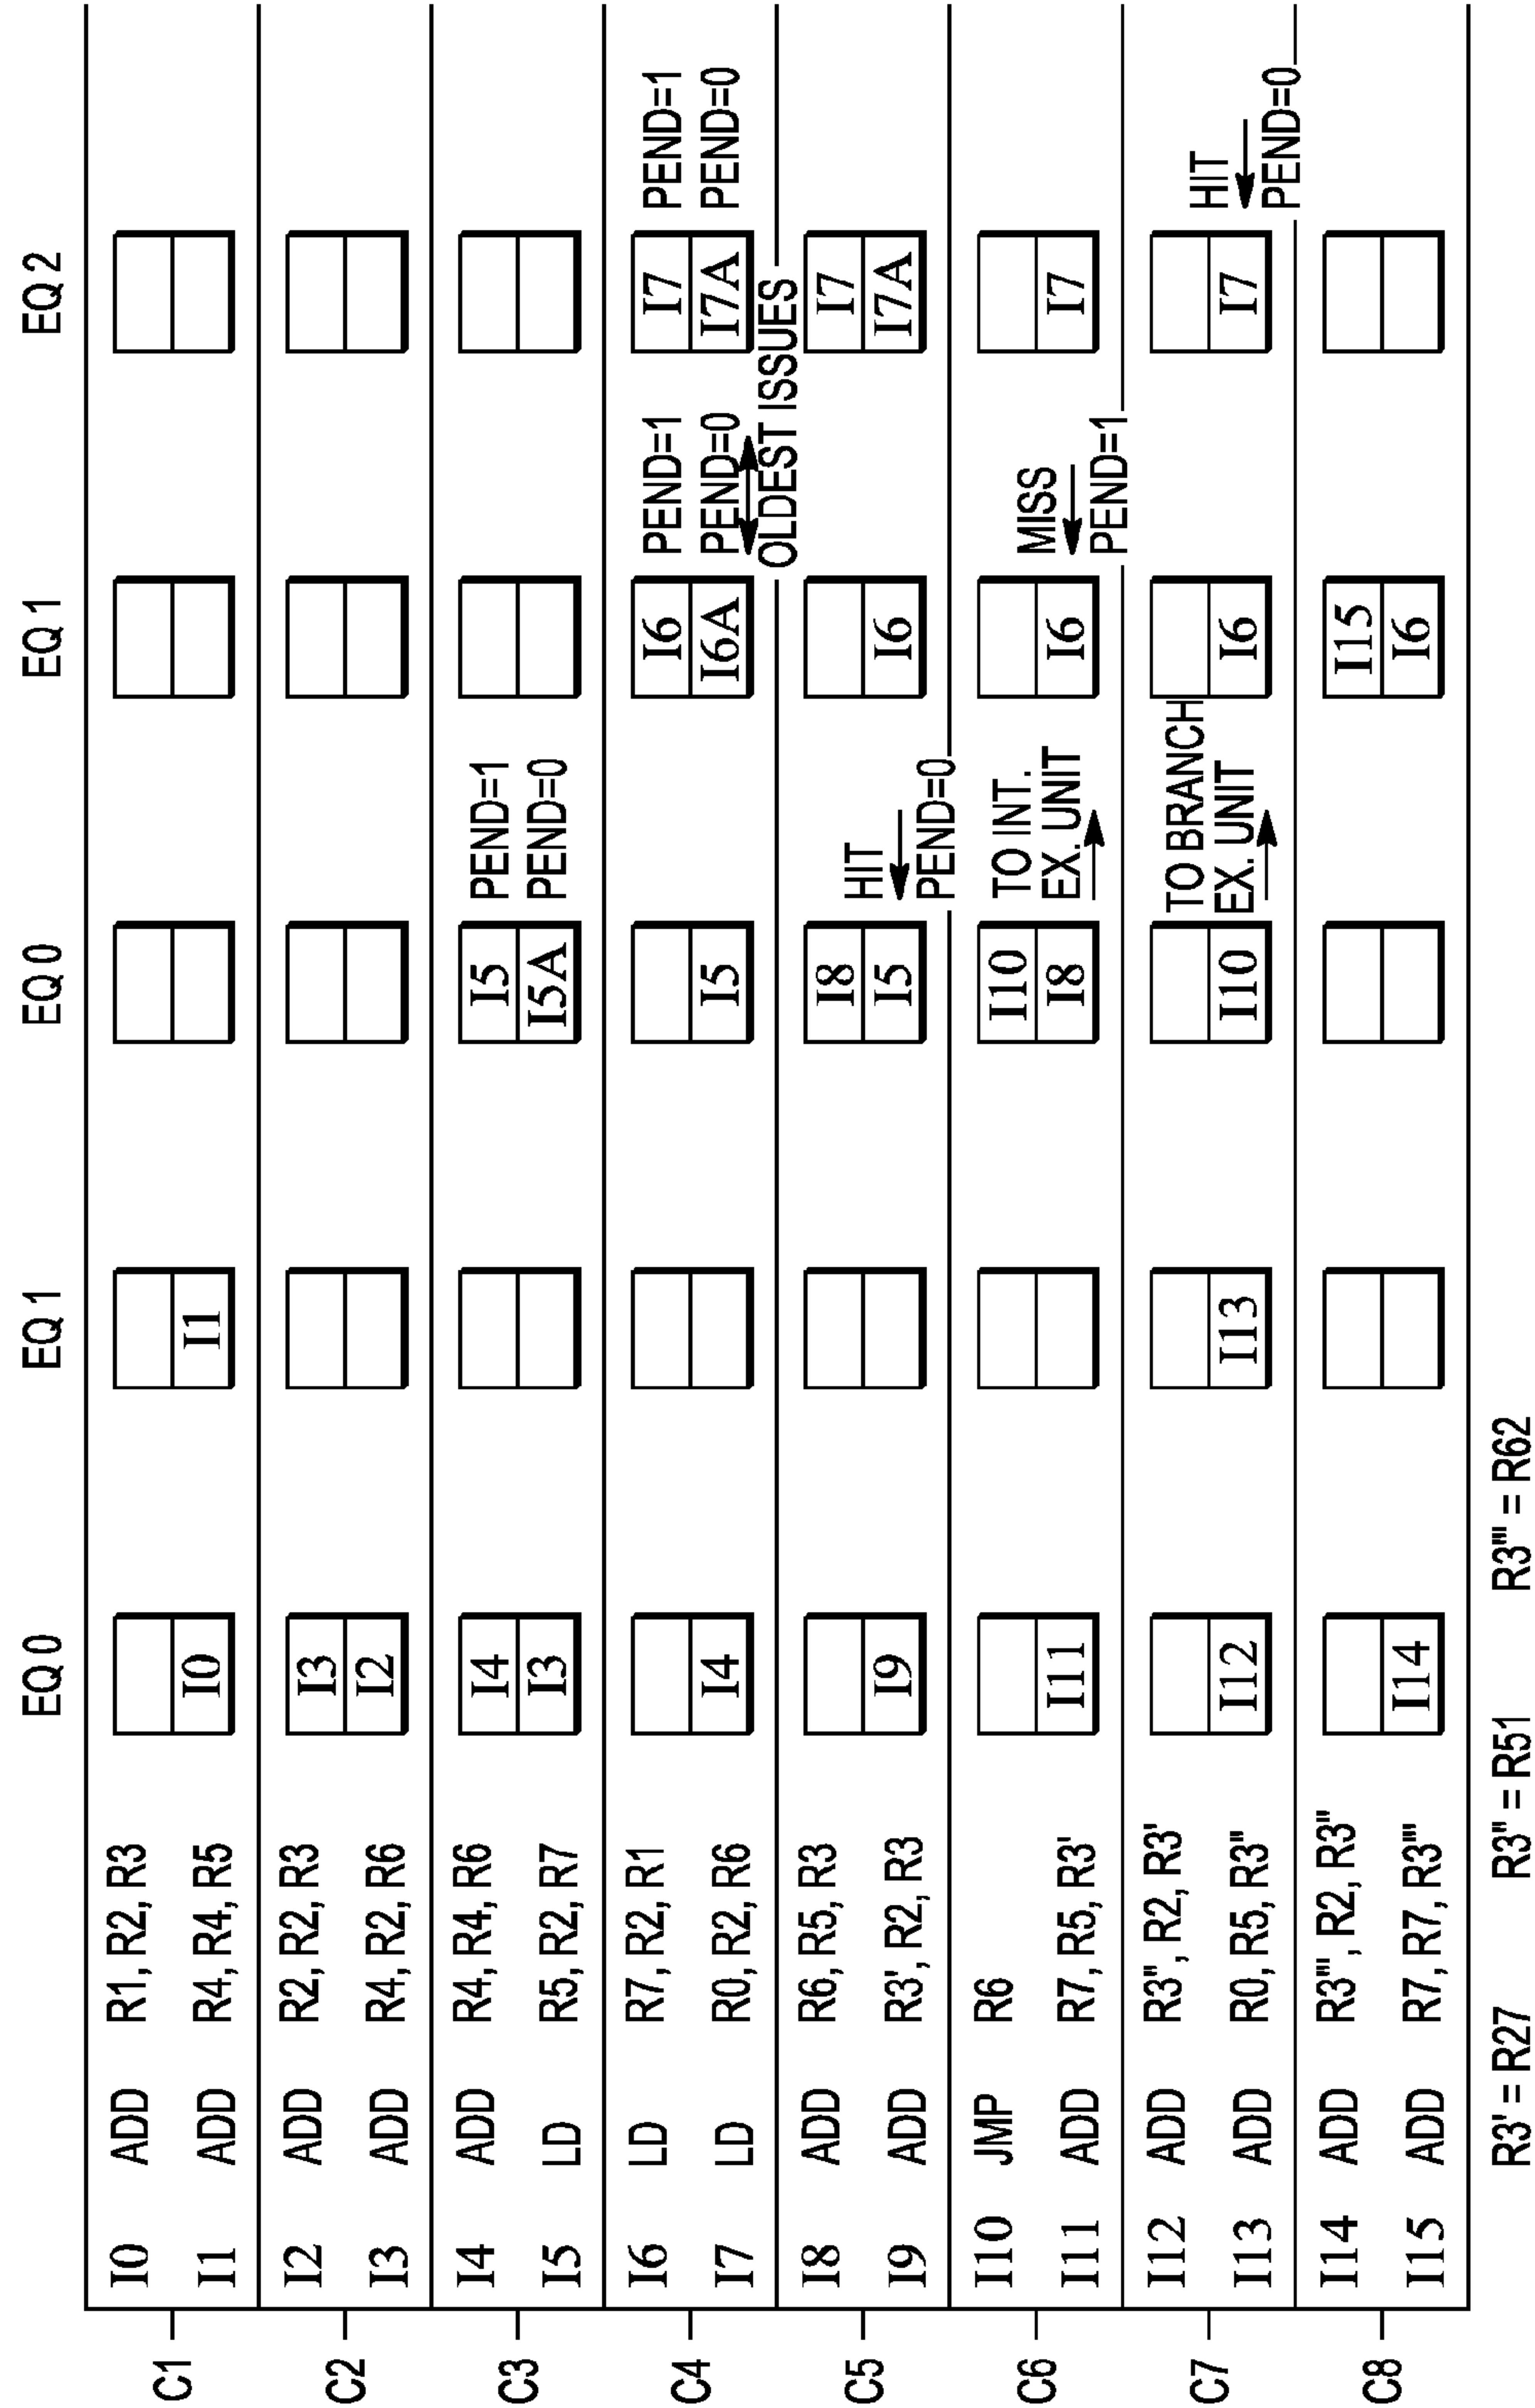 EQ 0 EQ 1 EQ 0 EQ 1 EQ 2
C1
I0 ADD R1, R2, R3
I1 ADD R4, R4, R5 I0 I1
C2
I2 ADD R2, R2, R3 I3
I3 ADD R4, R2, R6 I2
C3
I4 ADD R4, R4, R6 I4 I5 PEND=1
I5 LD R5, R2, R7 I3 I5A PEND=0
C4
I6 LD R7, R2, R1 I6 PEND=1 I7 PEND=1
I7 LD R0, R2, R6 I4 I5 I6A PEND=0 I7A PEND=0
OLDEST ISSUES
C5
I8 ADD R6, R5, R3 I8 HIT I7
I9 ADD R3', R2, R3 I9 I5 PEND=0 I6 I7A
C6
I10 JMP R6 I10 TO INT. MISS
I11 ADD R7, R5, R3' I11 I8 EX. UNIT I6 PEND=1 I7
C7
I12 ADD R3", R2, R3' TO BRANCH HIT
I13 ADD R0, R5, R3" I12 I13 I10 EX. UNIT I6 I7 PEND=0
C8
I14 ADD R3"', R2, R3" I15
I15 ADD R7, R7, R3"' I14 I6
R3' = R27 R3" = R51 R3"' = R62